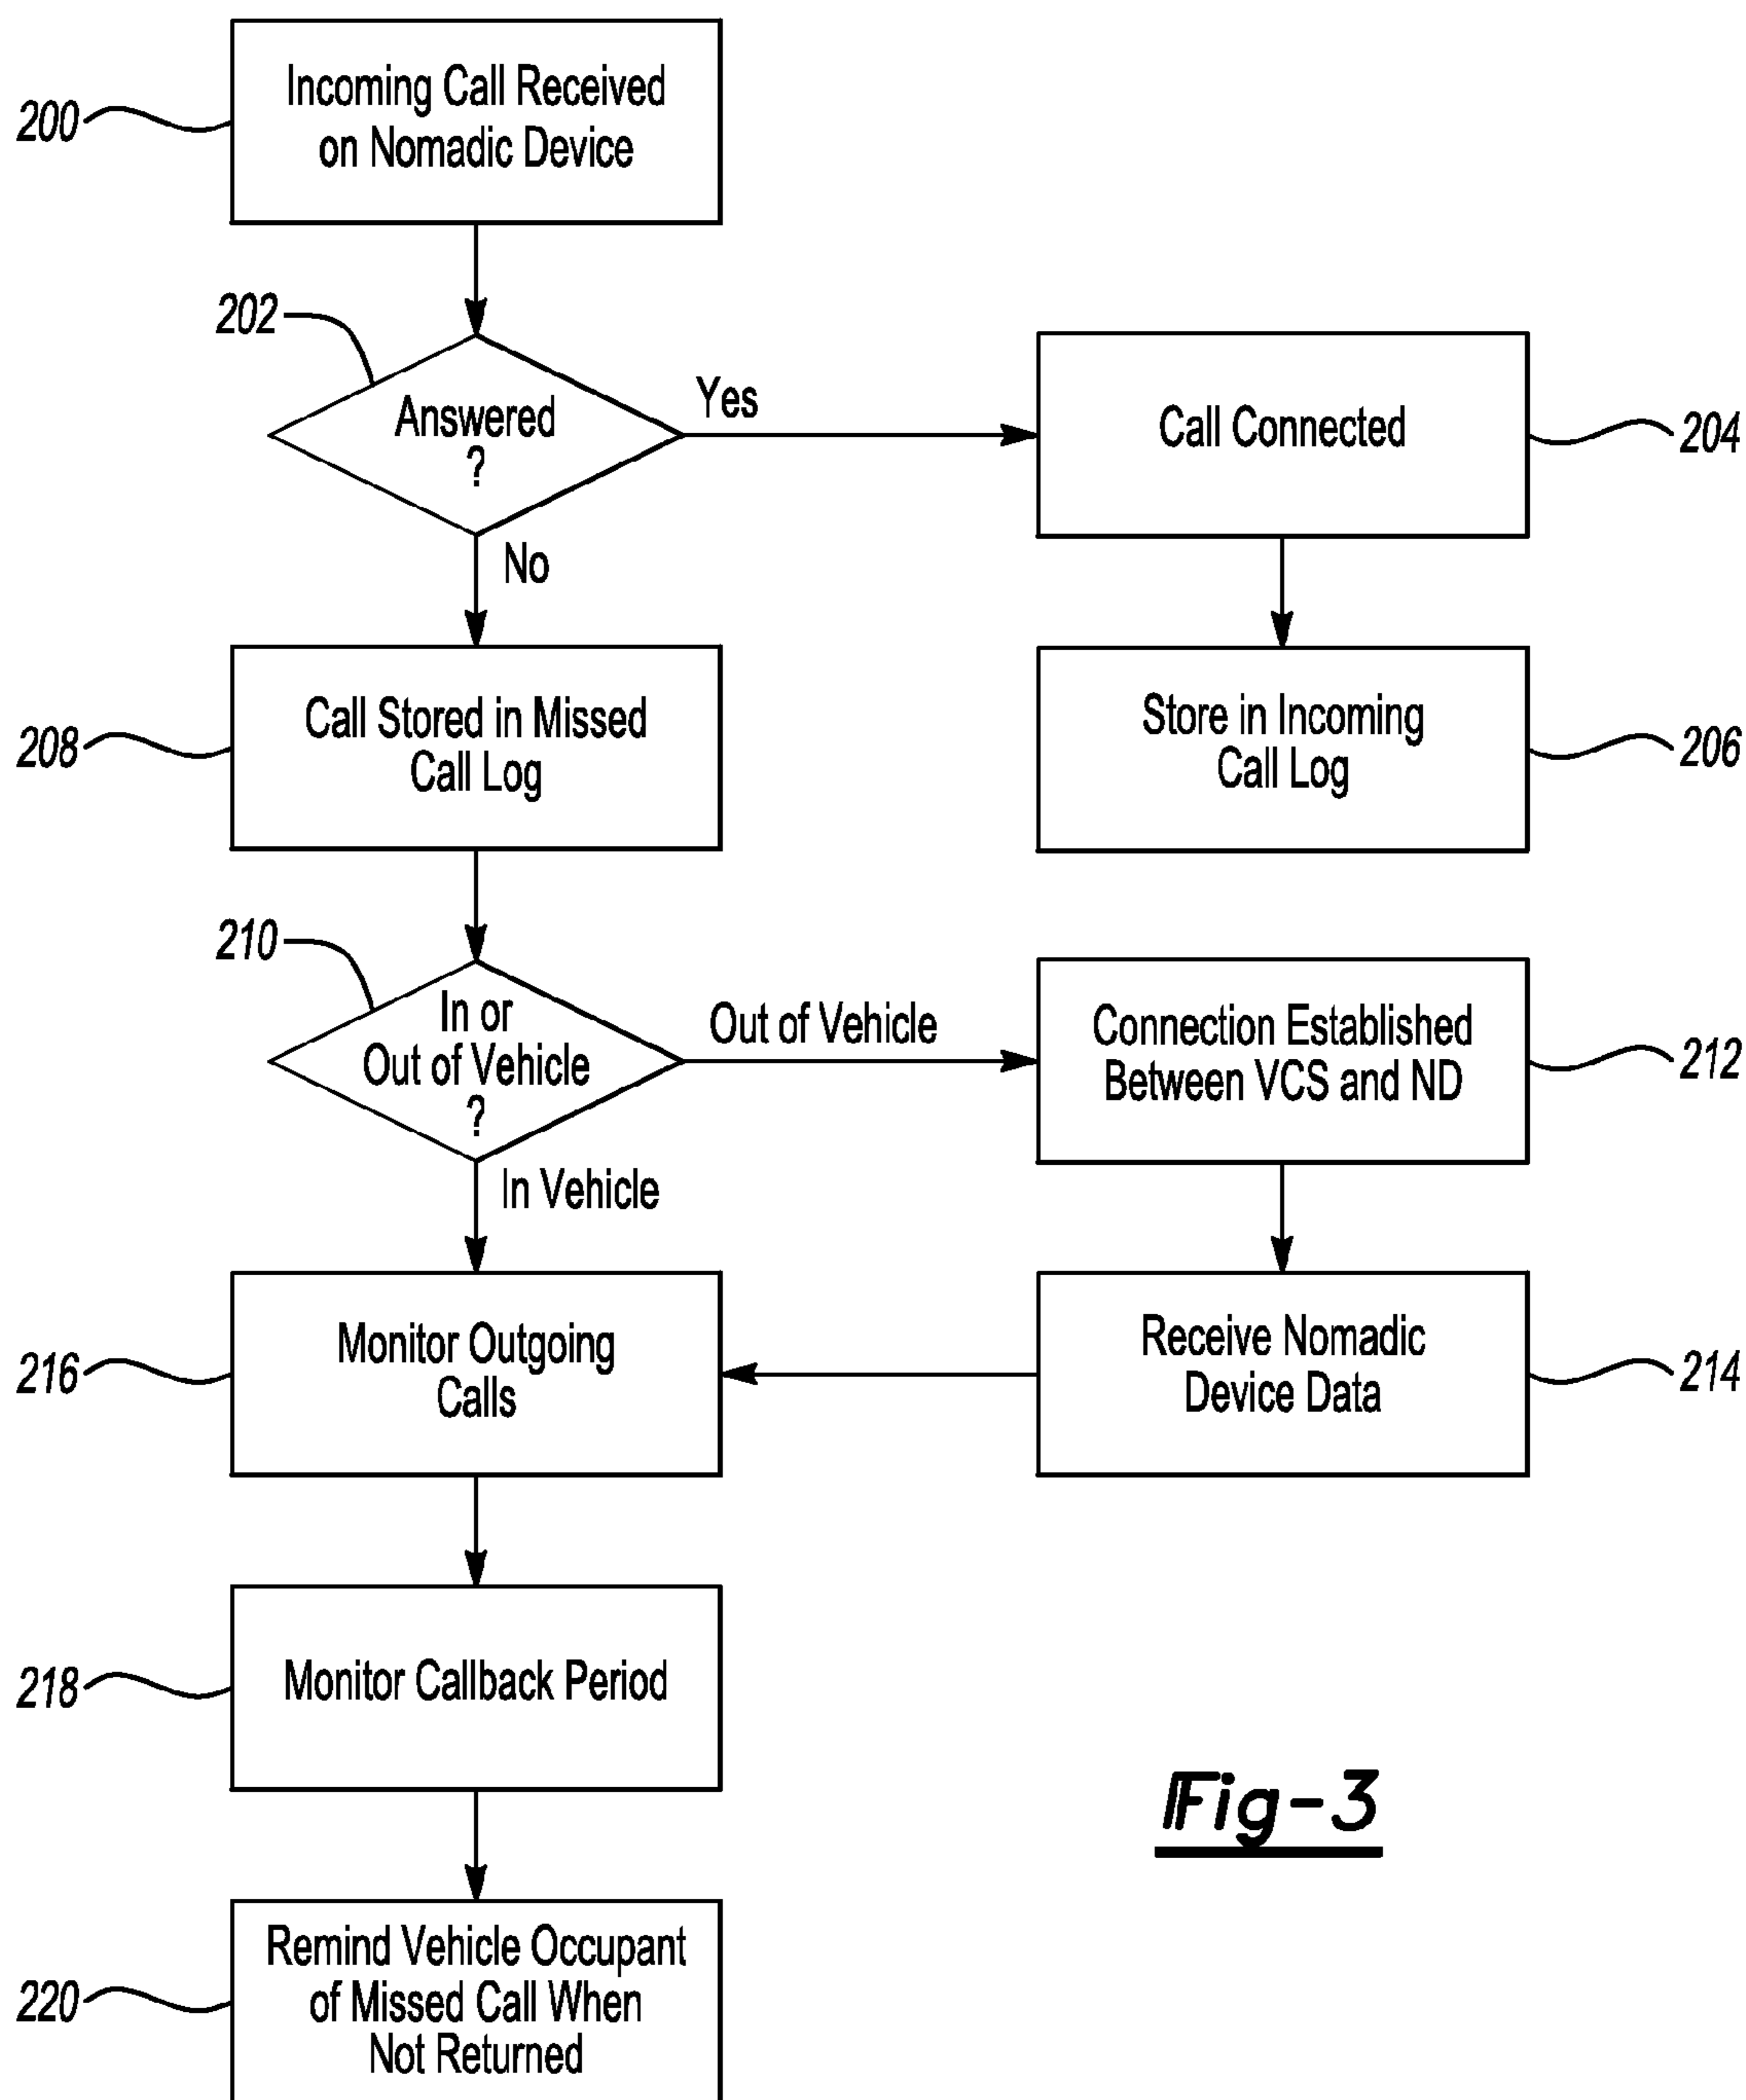 200
Incoming Call Received
on Nomadic Device
202
Answered
?
Yes
No
Call Connected
204
208
Call Stored in Missed
Call Log
Store in Incoming
Call Log
206
210
In or
Out of Vehicle
?
Out of Vehicle
In Vehicle
Connection Established
Between VCS and ND
212
216
Monitor Outgoing
Calls
Receive Nomadic
Device Data
214
218
Monitor Callback Period
220
Remind Vehicle Occupant
of Missed Call When
Not Returned
Fig-3